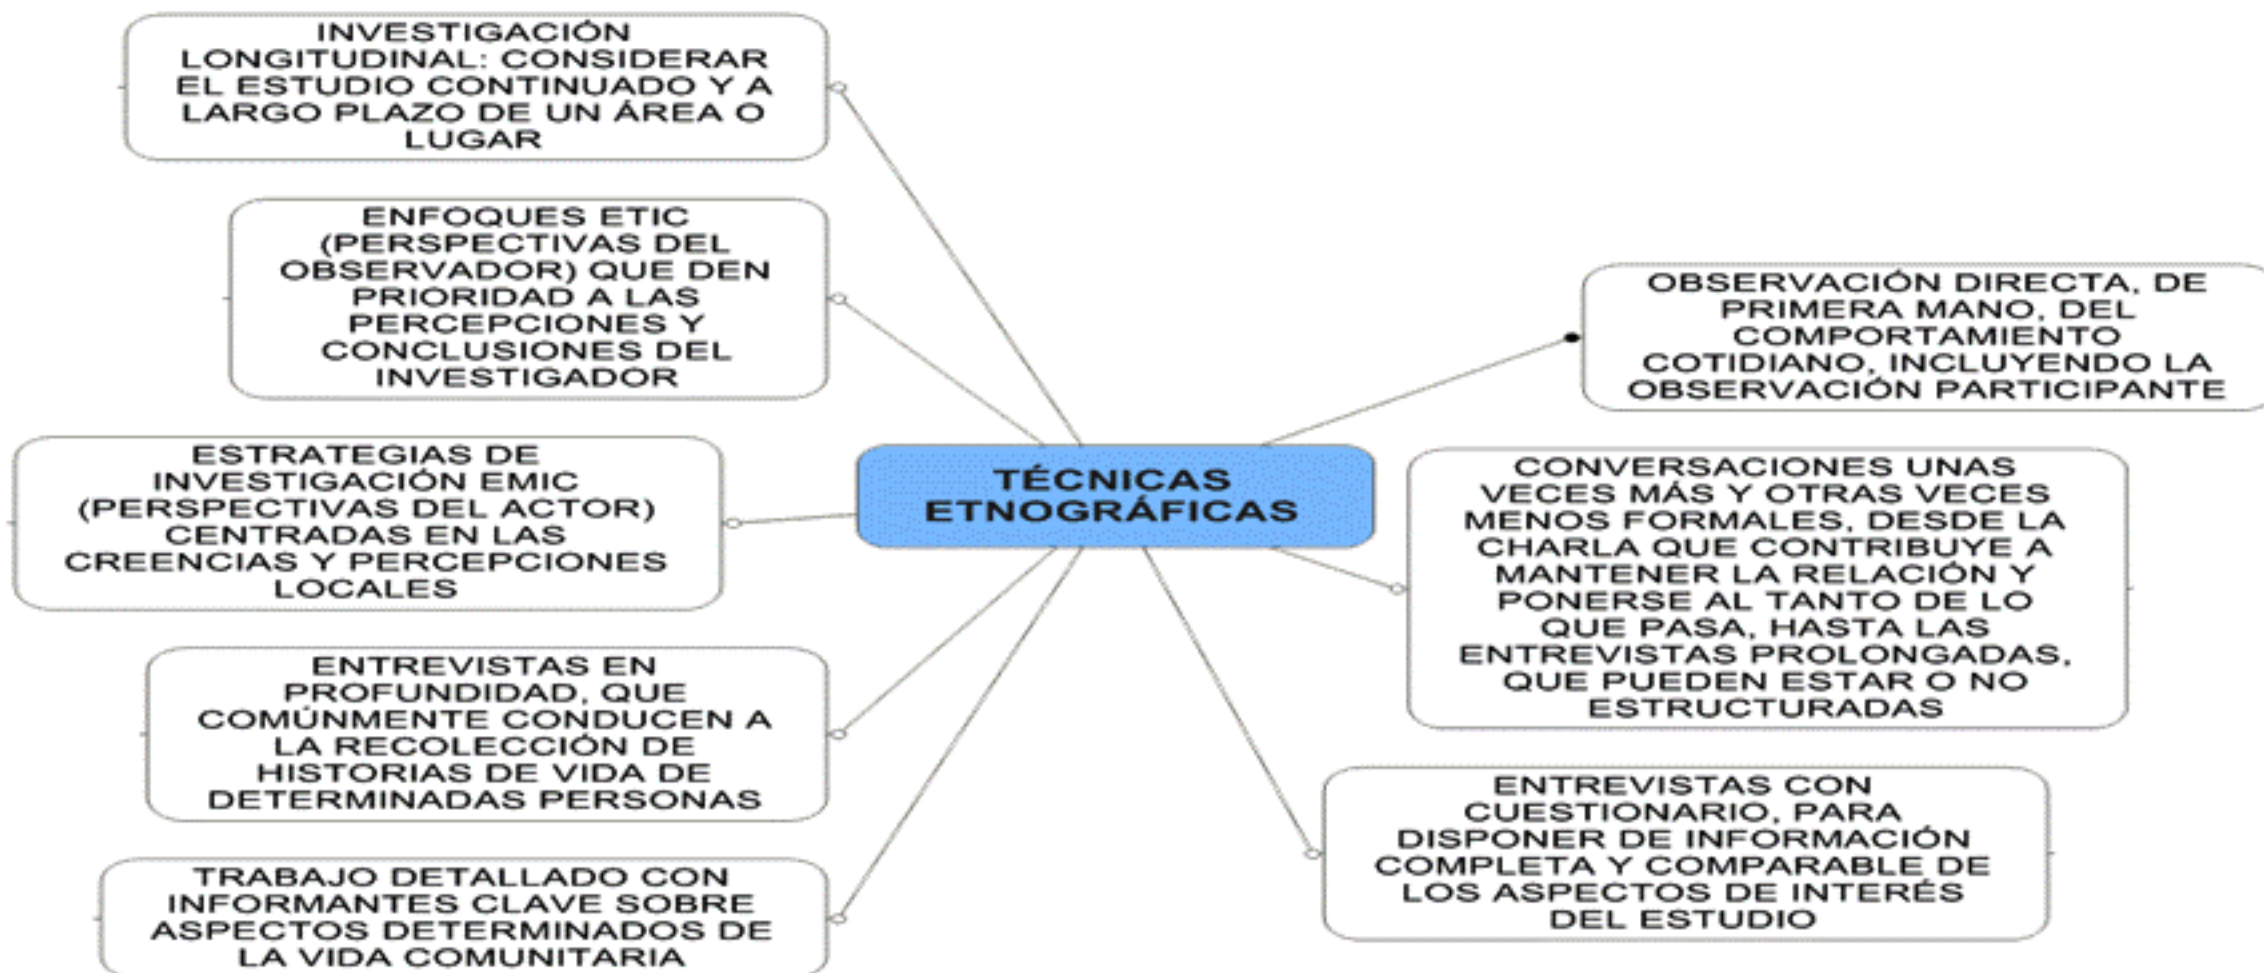 INVESTIGACIÓN
LONGITUDINAL: CONSIDERAR
EL ESTUDIO CONTINUADO Y A
LARGO PLAZO DE UN ÁREA O
LUGAR
ENFOQUES ETIC
(PERSPECTIVAS DEL
OBSERVADOR) QUE DEN
PRIORIDAD A LAS
PERCEPCIONES Y
CONCLUSIONES DEL
INVESTIGADOR
ESTRATEGIAS DE
INVESTIGACIÓN EMIC
(PERSPECTIVAS DEL ACTOR)
CENTRADAS EN LAS
CREENCIAS Y PERCEPCIONES
LOCALES
ENTREVISTAS EN
PROFUNDIDAD, QUE
COMÚNMENTE CONDUCEN A
LA RECOLECCIÓN DE
HISTORIAS DE VIDA DE
DETERMINADAS PERSONAS
TRABAJO DETALLADO CON
INFORMANTES CLAVE SOBRE
ASPECTOS DETERMINADOS DE
LA VIDA COMUNITARIA
TÉCNICAS
ETNOGRÁFICAS
OBSERVACIÓN DIRECTA, DE
PRIMERA MANO, DEL
COMPORTAMIENTO
COTIDIANO, INCLUYENDO LA
OBSERVACIÓN PARTICIPANTE
CONVERSACIONES UNAS
VECES MÁS Y OTRAS VECES
MENOS FORMALES, DESDE LA
CHARLA QUE CONTRIBUYE A
MANTENER LA RELACIÓN Y
PONERSE AL TANTO DE LO
QUE PASA, HASTA LAS
ENTREVISTAS PROLONGADAS,
QUE PUEDEN ESTAR O NO
ESTRUCTURADAS
ENTREVISTAS CON
CUESTIONARIO, PARA
DISPONER DE INFORMACIÓN
COMPLETA Y COMPARABLE DE
LOS ASPECTOS DE INTERÉS
DEL ESTUDIO